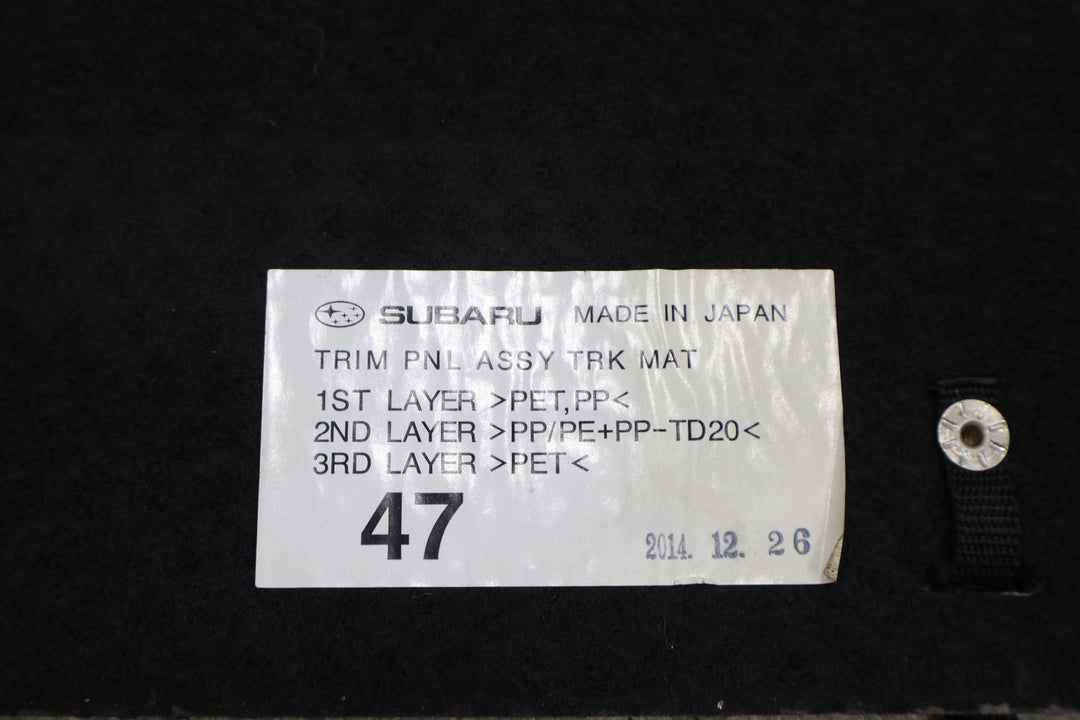 SUBARU MADE IN JAPAN
TRIM PNL ASSY TRK MAT
1ST LAYER >PET,PP<
2ND LAYER >PP/PE+PP-TD20<
3RD LAYER >PET<
47
2014. 12. 26